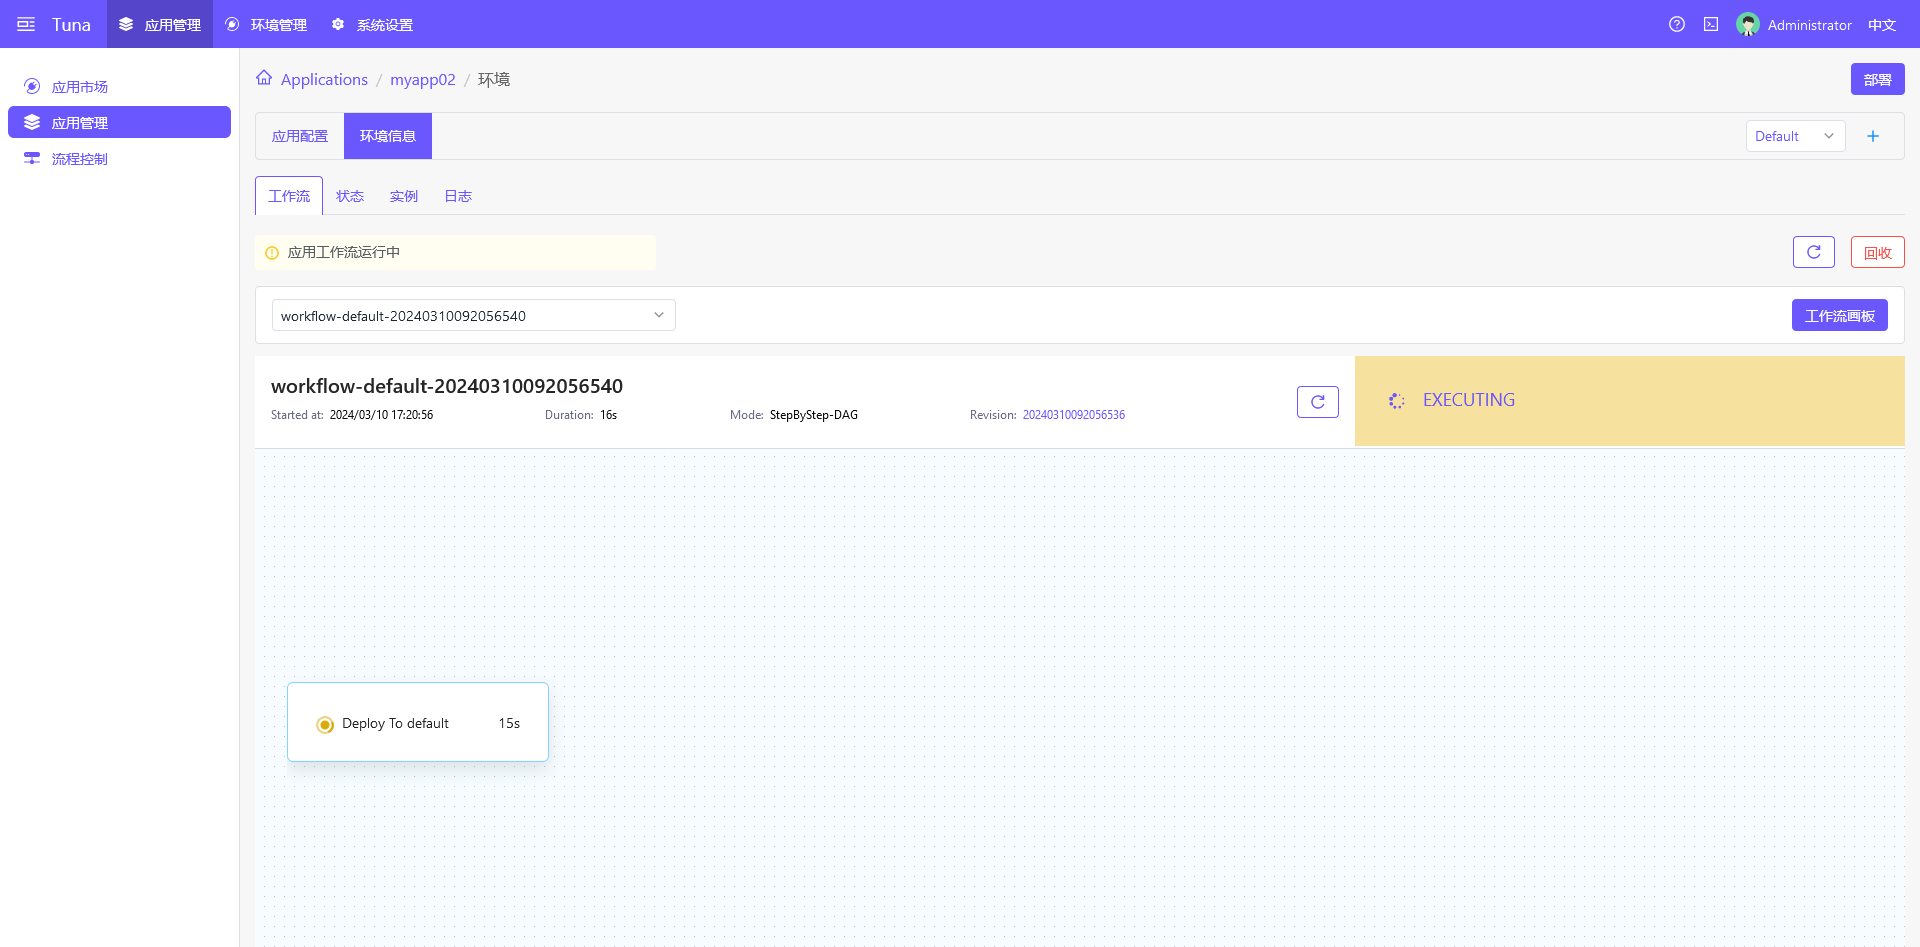 Tuna 应用管理 环境管理 系统设置 Administrator 中文
应用市场
应用管理
流程控制
Applications / myapp02 / 环境 部署
应用配置 环境信息 Default
工作流 状态 实例 日志
应用工作流运行中 回收
workflow-default-20240310092056540 工作流画板
workflow-default-20240310092056540
Started at: 2024/03/10 17:20:56 Duration: 16s Mode: StepByStep-DAG Revision: 20240310092056536
EXECUTING
Deploy To default 15s